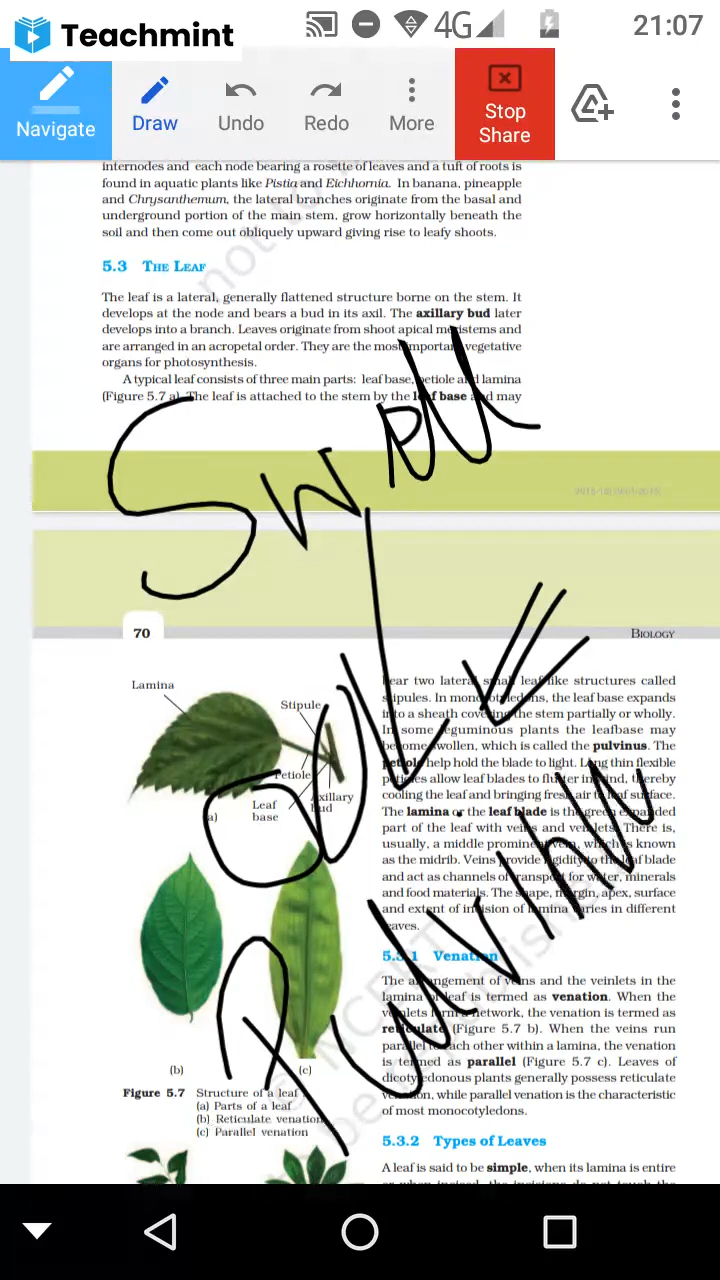 Teachmint
4G
21:07
Navigate
Draw
Undo
Redo
More
Stop
Share
internodes and each node bearing a rosette of leaves and a tuft of roots is
found in aquatic plants like Pistia and Eichhornia. In banana, pineapple
and Chrysanthemum, the lateral branches originate from the basal and
underground portion of the main stem, grow horizontally beneath the
soil and then come out obliquely upward giving rise to leafy shoots.
5.3 THE LEAF
The leaf is a lateral, generally flattened structure borne on the stem. It
develops at the node and bears a bud in its axil. The axillary bud later
develops into a branch. Leaves originate from shoot apical meristems and
are arranged in an acropetal order. They are the most important vegetative
organs for photosynthesis.
A typical leaf consists of three main parts: leaf base, petiole and lamina
(Figure 5.7 a). The leaf is attached to the stem by the leaf base and may
Swell
70
BIOLOGY
Lamina
Stipule
Petiole
Leaf
base
Axillary
bud
(a)
bear two lateral small leaf like structures called
stipules. In monocotyledons, the leaf base expands
into a sheath covering the stem partially or wholly.
In some leguminous plants the leafbase may
become swollen, which is called the pulvinus. The
petiole help hold the blade to light. Long thin flexible
petioles allow leaf blades to flutter in wind, thereby
cooling the leaf and bringing fresh air to leaf surface.
The lamina or the leaf blade is the green expanded
part of the leaf with veins and veinlets. There is,
usually, a middle prominent vein, which is known
as the midrib. Veins provide rigidity to the leaf blade
and act as channels of transport for water, minerals
and food materials. The shape, margin, apex, surface
and extent of incision of lamina varies in different
leaves.
5.3.1 Venation
The arrangement of veins and the veinlets in the
lamina of leaf is termed as venation. When the
veinlets form a network, the venation is termed as
reticulate (Figure 5.7 b). When the veins run
parallel to each other within a lamina, the venation
is termed as parallel (Figure 5.7 c). Leaves of
dicotyledonous plants generally possess reticulate
venation, while parallel venation is the characteristic
of most monocotyledons.
(b)
(c)
Figure 5.7 Structure of a leaf
(a) Parts of a leaf
(b) Reticulate venation
(c) Parallel venation
5.3.2 Types of Leaves
A leaf is said to be simple, when its lamina is entire